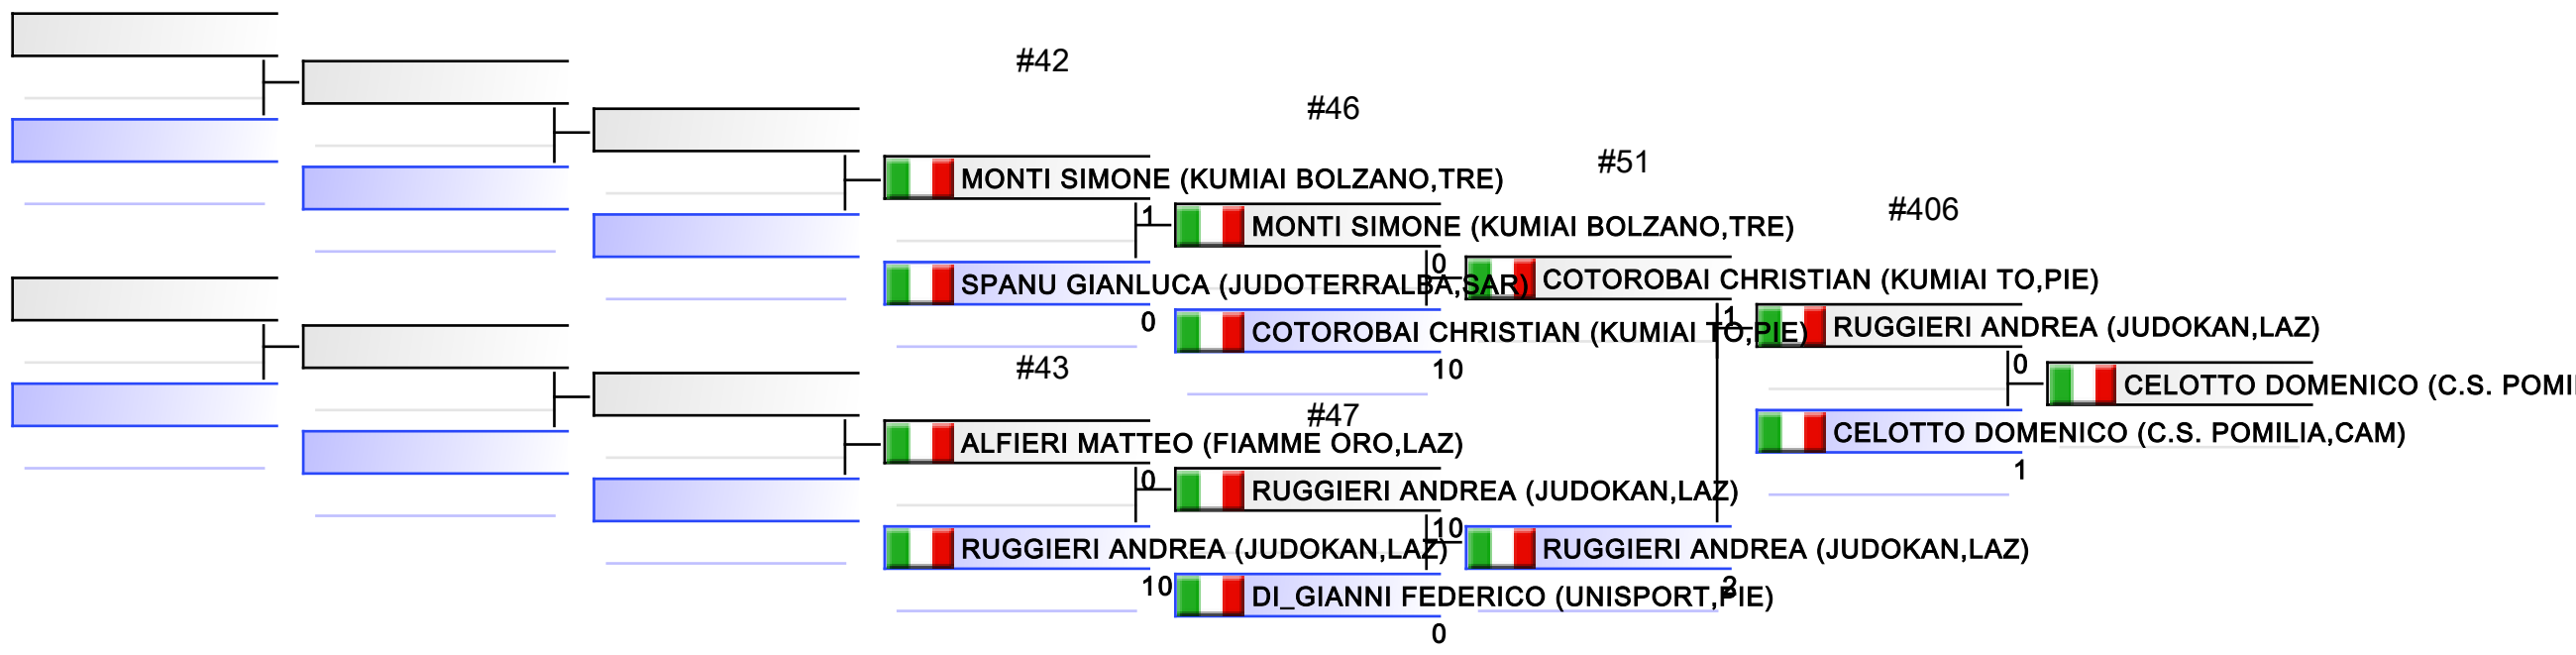 #42
#46
#51
MONTI SIMONE (KUMIAI BOLZANO,TRE)
#406
1
MONTI SIMONE (KUMIAI BOLZANO,TRE)
0
SPANU GIANLUCA (JUDOTERRALBA,SAR)
COTOROBAI CHRISTIAN (KUMIAI TO,PIE)
0
1
COTOROBAI CHRISTIAN (KUMIAI TO,PIE)
RUGGIERI ANDREA (JUDOKAN,LAZ)
#43
10
0
CELOTTO DOMENICO (C.S. POMI
#47
ALFIERI MATTEO (FIAMME ORO,LAZ)
CELOTTO DOMENICO (C.S. POMILIA,CAM)
0
1
RUGGIERI ANDREA (JUDOKAN,LAZ)
10
RUGGIERI ANDREA (JUDOKAN,LAZ)
RUGGIERI ANDREA (JUDOKAN,LAZ)
10
2
DI_GIANNI FEDERICO (UNISPORT,PIE)
0